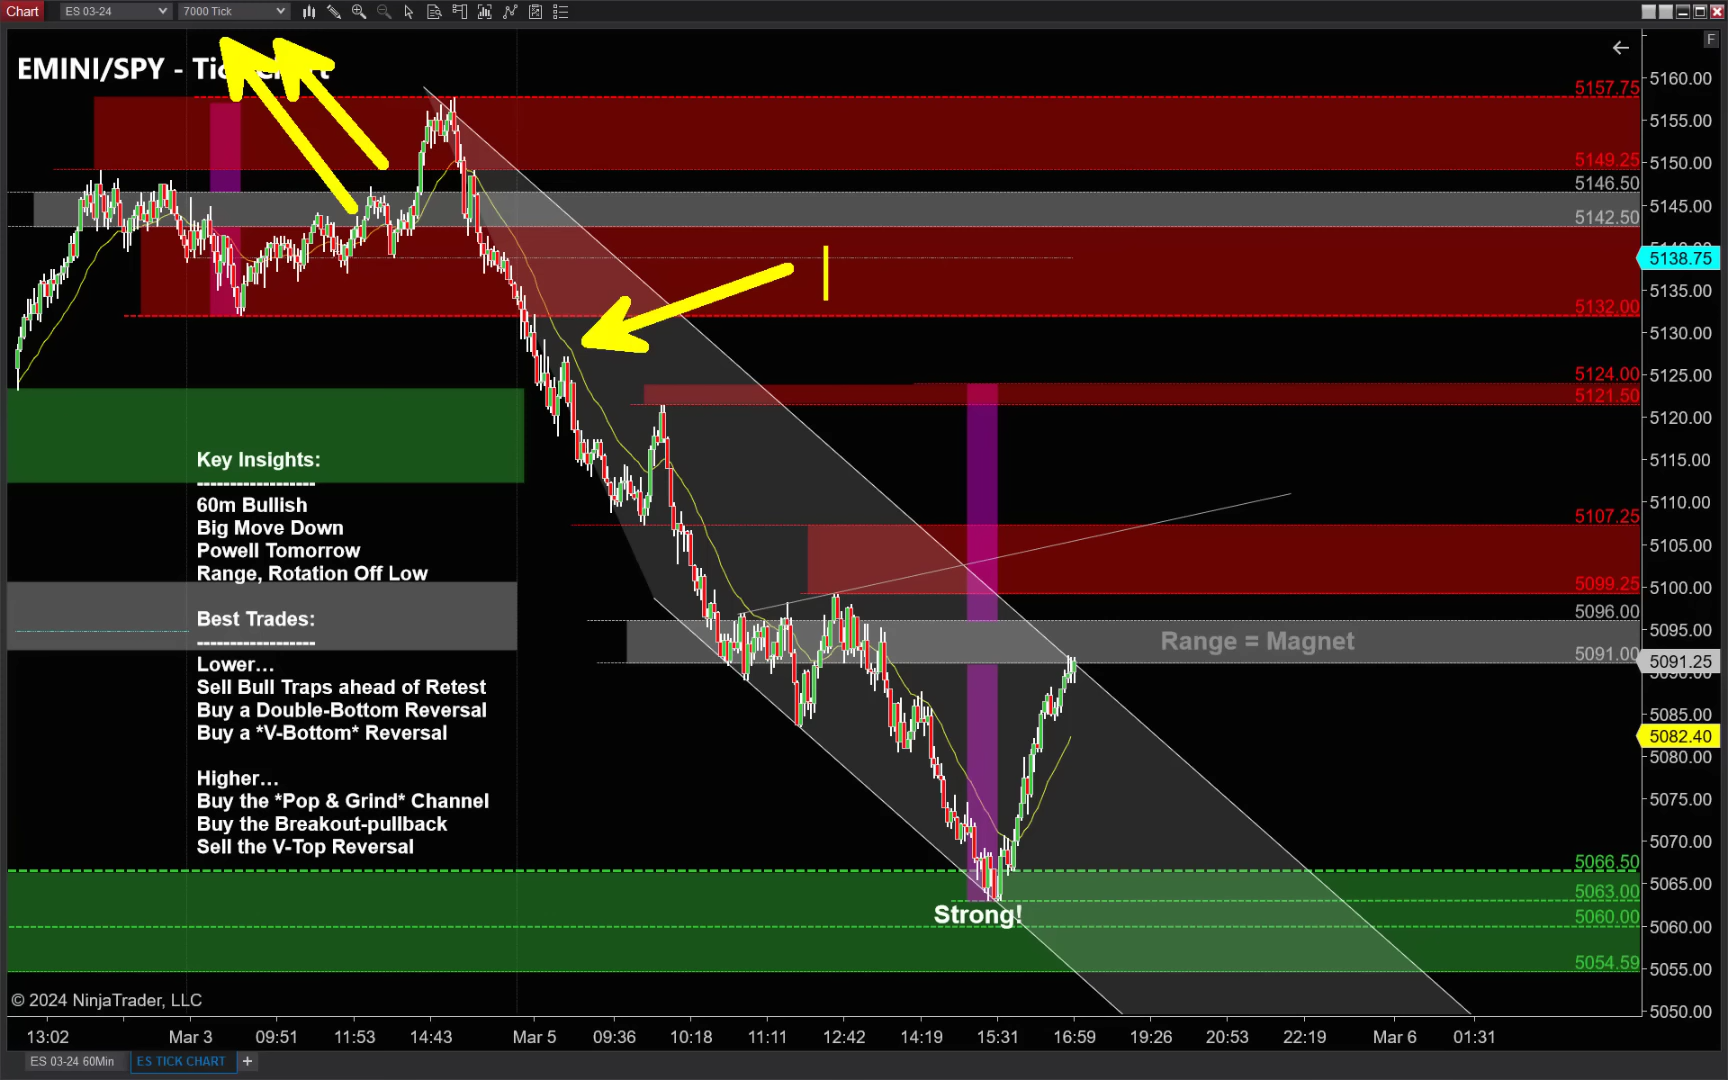 Chart
ES 03-24
7000 Tick
F
EMINI/SPY - Tick Chart
5157.75
5149.25
5146.50
5142.50
5132.00
5124.00
5121.50
5107.25
5099.25
5096.00
5091.00
5066.50
5063.00
5060.00
5054.59
5160.00
5155.00
5150.00
5145.00
5138.75
5135.00
5130.00
5125.00
5120.00
5115.00
5110.00
5105.00
5100.00
5095.00
5091.25
5085.00
5082.40
5080.00
5075.00
5070.00
5065.00
5060.00
5055.00
5050.00
Key Insights:
------------------
60m Bullish
Big Move Down
Powell Tomorrow
Range, Rotation Off Low
Best Trades:
------------------
Lower…
Sell Bull Traps ahead of Retest
Buy a Double-Bottom Reversal
Buy a *V-Bottom* Reversal
Higher…
Buy the *Pop & Grind* Channel
Buy the Breakout-pullback
Sell the V-Top Reversal
Range = Magnet
Strong!
© 2024 NinjaTrader, LLC
13:02 Mar 3 09:51 11:53 14:43 Mar 5 09:36 10:18 11:11 12:42 14:19 15:31 16:59 19:26 20:53 22:19 Mar 6 01:31
ES 03-24 60Min
ES TICK CHART
+